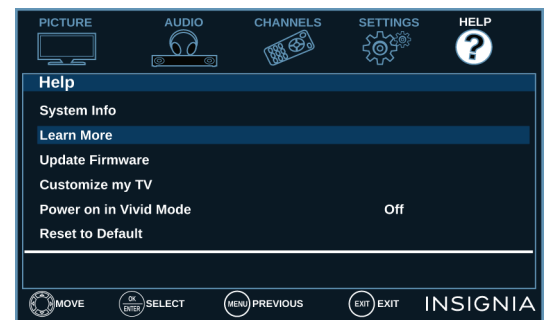 PICTURE AUDIO CHANNELS SETTINGS HELP
?
Help
System Info
Learn More
Update Firmware
Customize my TV
Power on in Vivid Mode Off
Reset to Default
MOVE OK ENTER SELECT MENU PREVIOUS EXIT EXIT INSIGNIA